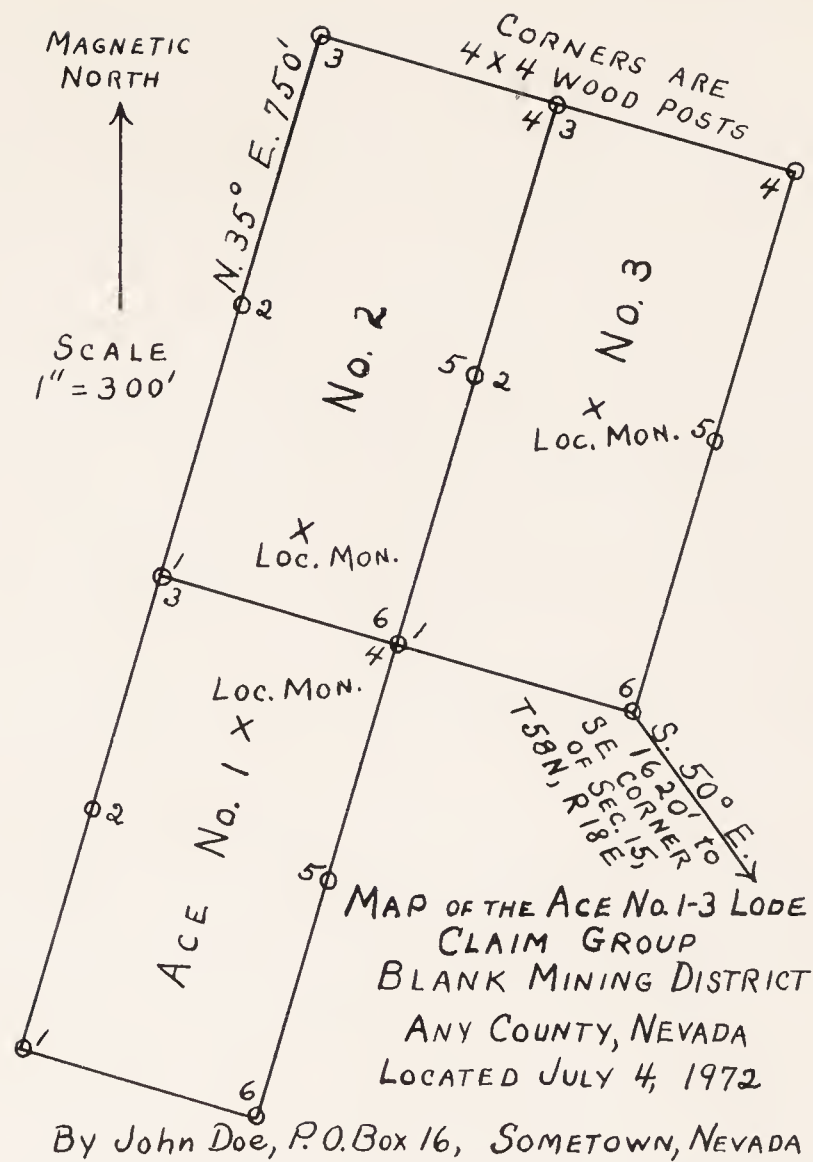 MAGNETIC
NORTH
SCALE
1" = 300'
CORNERS ARE
4 X 4 WOOD POSTS
N. 35° E. 750'
3
4
3
4
2
No. 2
No. 3
5
2
X
LOC. MON.
5
X
LOC. MON.
1
3
6
1
4
6
LOC. MON.
X
ACE No. 1
2
5
1
6
S. 50° E.
1620' to
SE CORNER
OF SEC. 15,
T58N, R18E
MAP OF THE ACE No. 1-3 LODE
CLAIM GROUP
BLANK MINING DISTRICT
ANY COUNTY, NEVADA
LOCATED JULY 4, 1972
By John Doe, P.O. Box 16, SOMETOWN, NEVADA